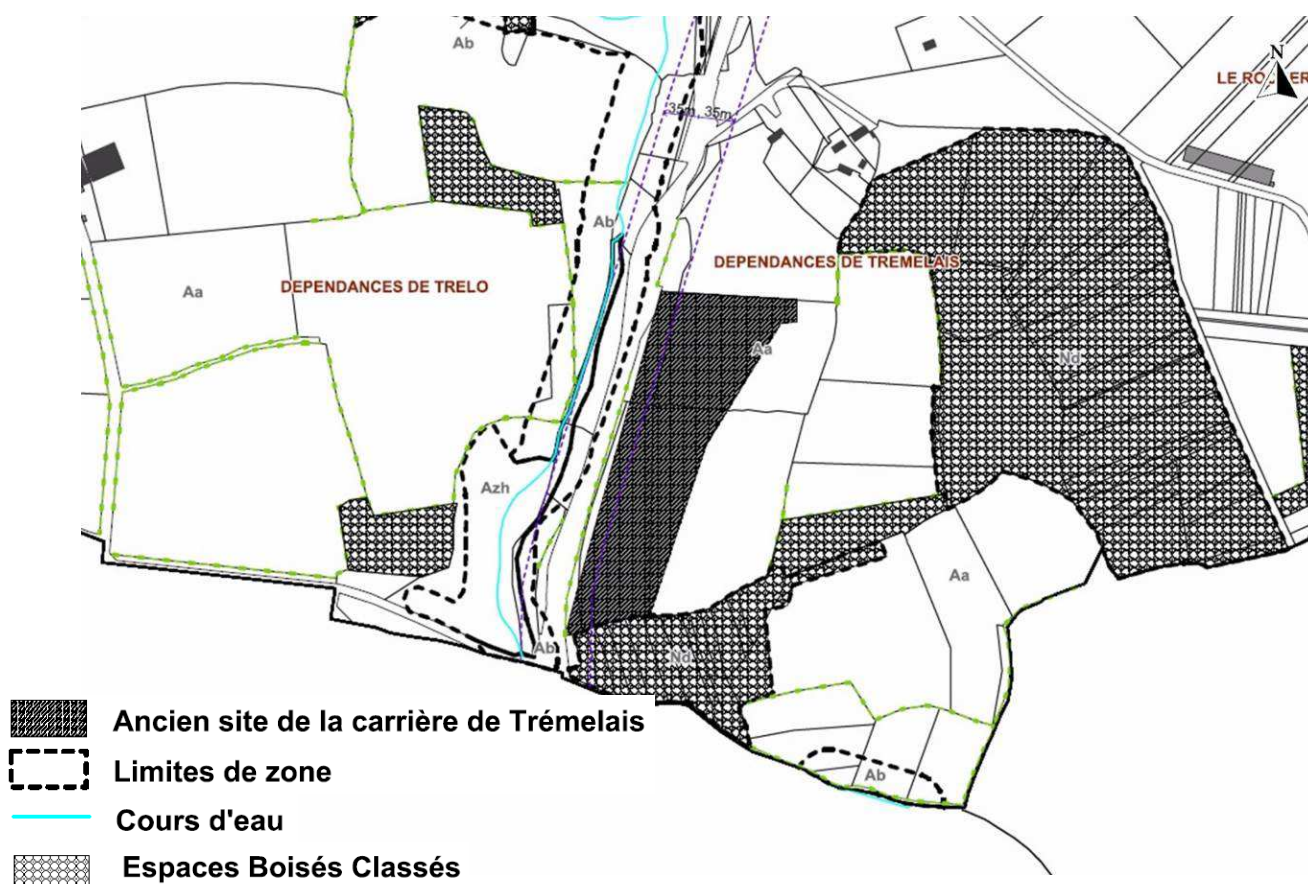 Ab
N
LE RO
35m, 35m
Ab
DEPENDANCES DE TREMELAIS
DEPENDANCES DE TRELO
Aa
Aa
Nd
Azh
Aa
Ab
Nd
Ab
Ancien site de la carrière de Trémelais
Limites de zone
Cours d'eau
Espaces Boisés Classés